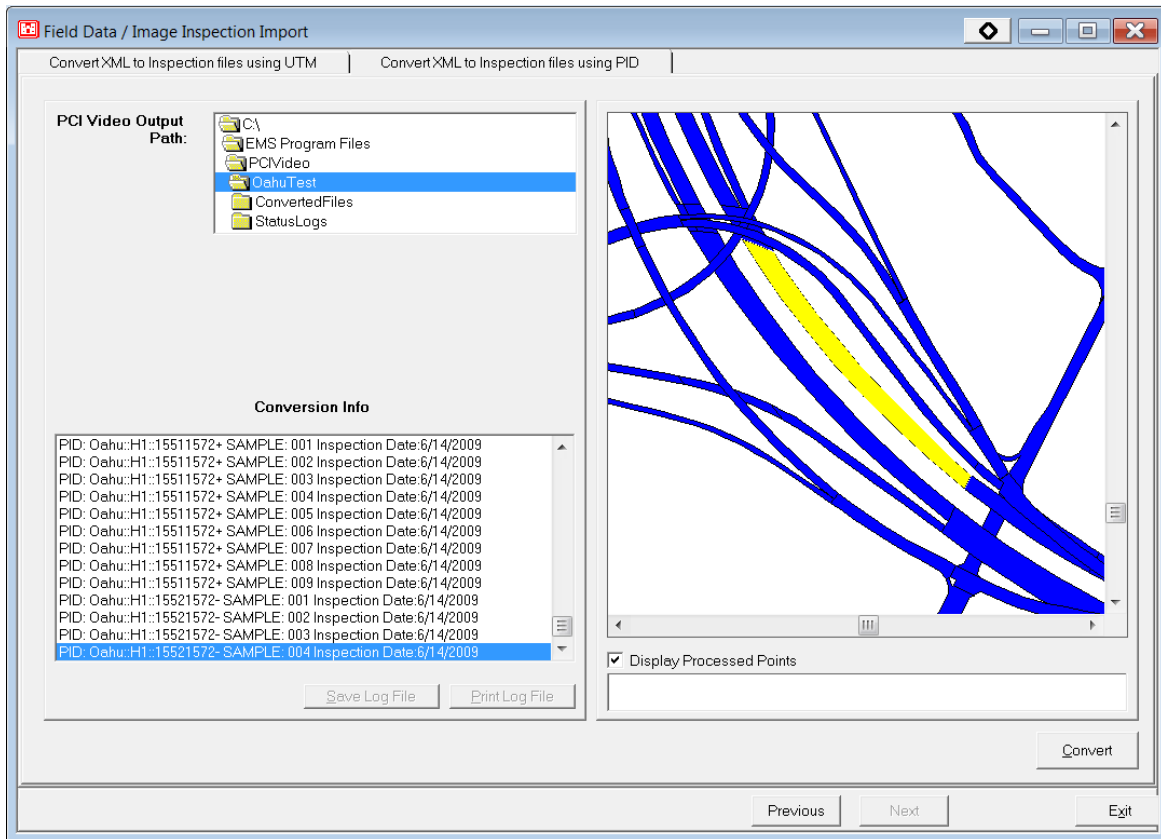 Field Data / Image Inspection Import
Convert XML to Inspection files using UTM
Convert XML to Inspection files using PID
PCI Video Output
Path:
C:\
EMS Program Files
PCIVideo
OahuTest
ConvertedFiles
StatusLogs
Conversion Info
PID: Oahu::H1::15511572+ SAMPLE: 001 Inspection Date:6/14/2009
PID: Oahu::H1::15511572+ SAMPLE: 002 Inspection Date:6/14/2009
PID: Oahu::H1::15511572+ SAMPLE: 003 Inspection Date:6/14/2009
PID: Oahu::H1::15511572+ SAMPLE: 004 Inspection Date:6/14/2009
PID: Oahu::H1::15511572+ SAMPLE: 005 Inspection Date:6/14/2009
PID: Oahu::H1::15511572+ SAMPLE: 006 Inspection Date:6/14/2009
PID: Oahu::H1::15511572+ SAMPLE: 007 Inspection Date:6/14/2009
PID: Oahu::H1::15511572+ SAMPLE: 008 Inspection Date:6/14/2009
PID: Oahu::H1::15511572+ SAMPLE: 009 Inspection Date:6/14/2009
PID: Oahu::H1::15521572- SAMPLE: 001 Inspection Date:6/14/2009
PID: Oahu::H1::15521572- SAMPLE: 002 Inspection Date:6/14/2009
PID: Oahu::H1::15521572- SAMPLE: 003 Inspection Date:6/14/2009
PID: Oahu::H1::15521572- SAMPLE: 004 Inspection Date:6/14/2009
Save Log File
Print Log File
Display Processed Points
Convert
Previous
Next
Exit